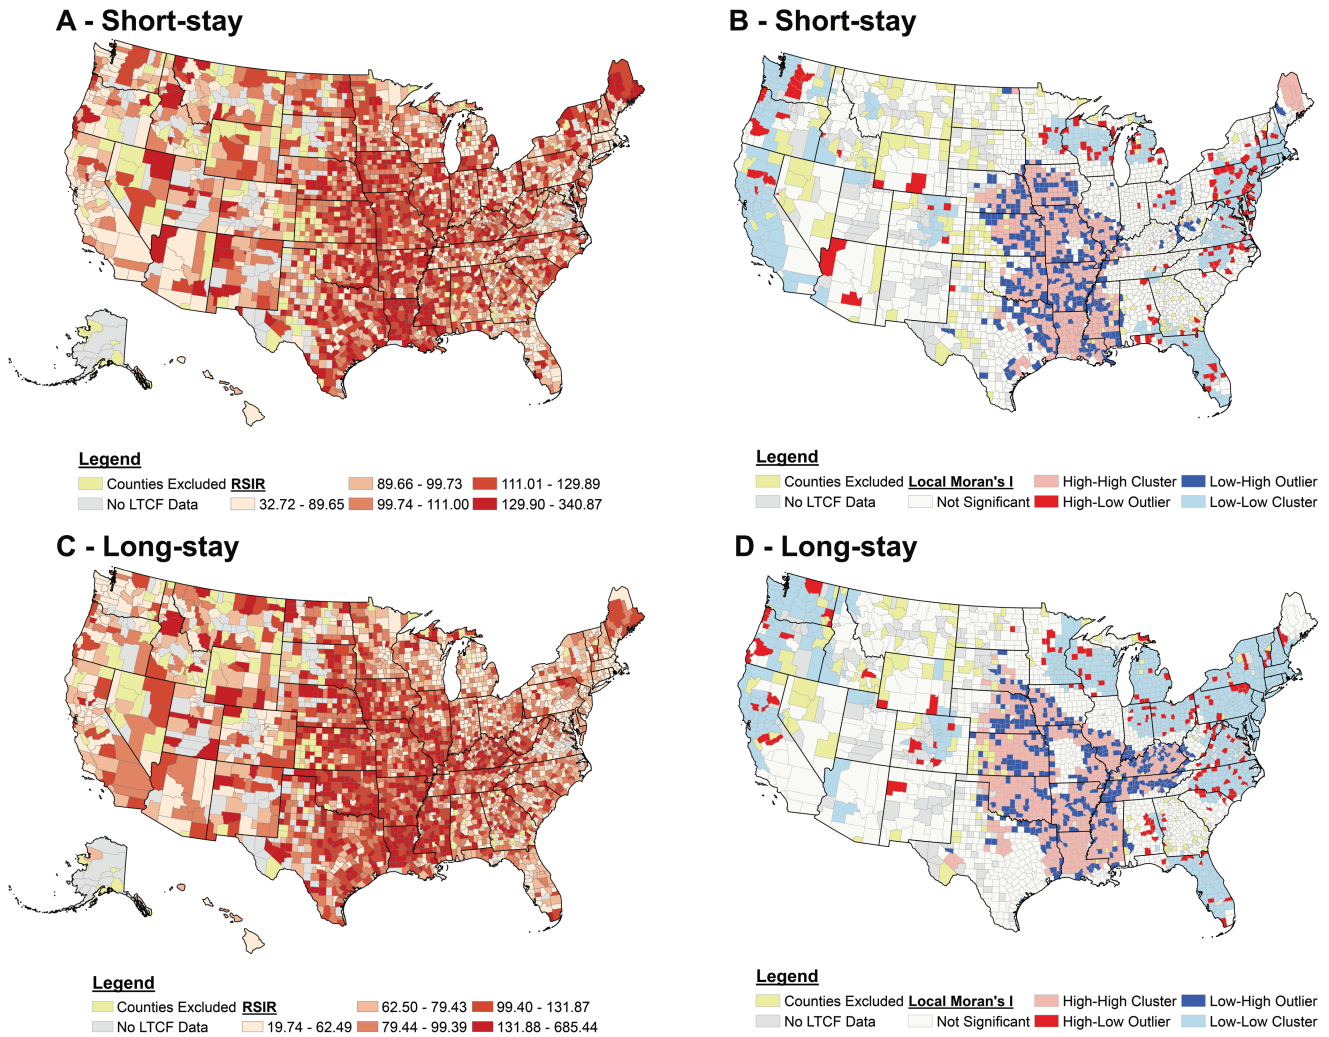 A - Short-stay
B - Short-stay
Legend
Counties Excluded RSIR 89.66 - 99.73 111.01 - 129.89
No LTCF Data 32.72 - 89.65 99.74 - 111.00 129.90 - 340.87
Legend
Counties Excluded Local Moran's I High-High Cluster Low-High Outlier
No LTCF Data Not Significant High-Low Outlier Low-Low Cluster
C - Long-stay
D - Long-stay
Legend
Counties Excluded RSIR 62.50 - 79.43 99.40 - 131.87
No LTCF Data 19.74 - 62.49 79.44 - 99.39 131.88 - 685.44
Legend
Counties Excluded Local Moran's I High-High Cluster Low-High Outlier
No LTCF Data Not Significant High-Low Outlier Low-Low Cluster